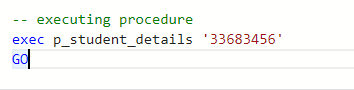 -- executing procedure
exec p_student_details '33683456'
GO